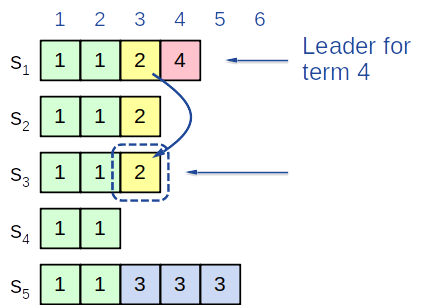 1 2 3 4 5 6
S1 1 1 2 4 Leader for
term 4
S2 1 1 2
S3 1 1 2
S4 1 1
S5 1 1 3 3 3